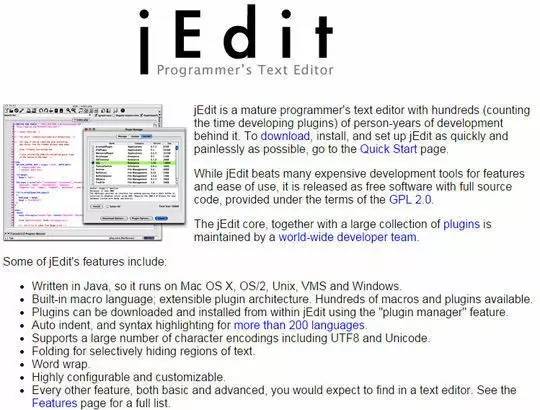 jEdit
Programmer's Text Editor
jEdit is a mature programmer's text editor with hundreds (counting
the time developing plugins) of person-years of development
behind it. To download, install, and set up jEdit as quickly and
painlessly as possible, go to the Quick Start page.
While jEdit beats many expensive development tools for features
and ease of use, it is released as free software with full source
code, provided under the terms of the GPL 2.0.
The jEdit core, together with a large collection of plugins is
maintained by a world-wide developer team.
Some of jEdit's features include:
• Written in Java, so it runs on Mac OS X, OS/2, Unix, VMS and Windows.
• Built-in macro language; extensible plugin architecture. Hundreds of macros and plugins available.
• Plugins can be downloaded and installed from within jEdit using the "plugin manager" feature.
• Auto indent, and syntax highlighting for more than 200 languages.
• Supports a large number of character encodings including UTF8 and Unicode.
• Folding for selectively hiding regions of text.
• Word wrap.
• Highly configurable and customizable.
• Every other feature, both basic and advanced, you would expect to find in a text editor. See the
Features page for a full list.